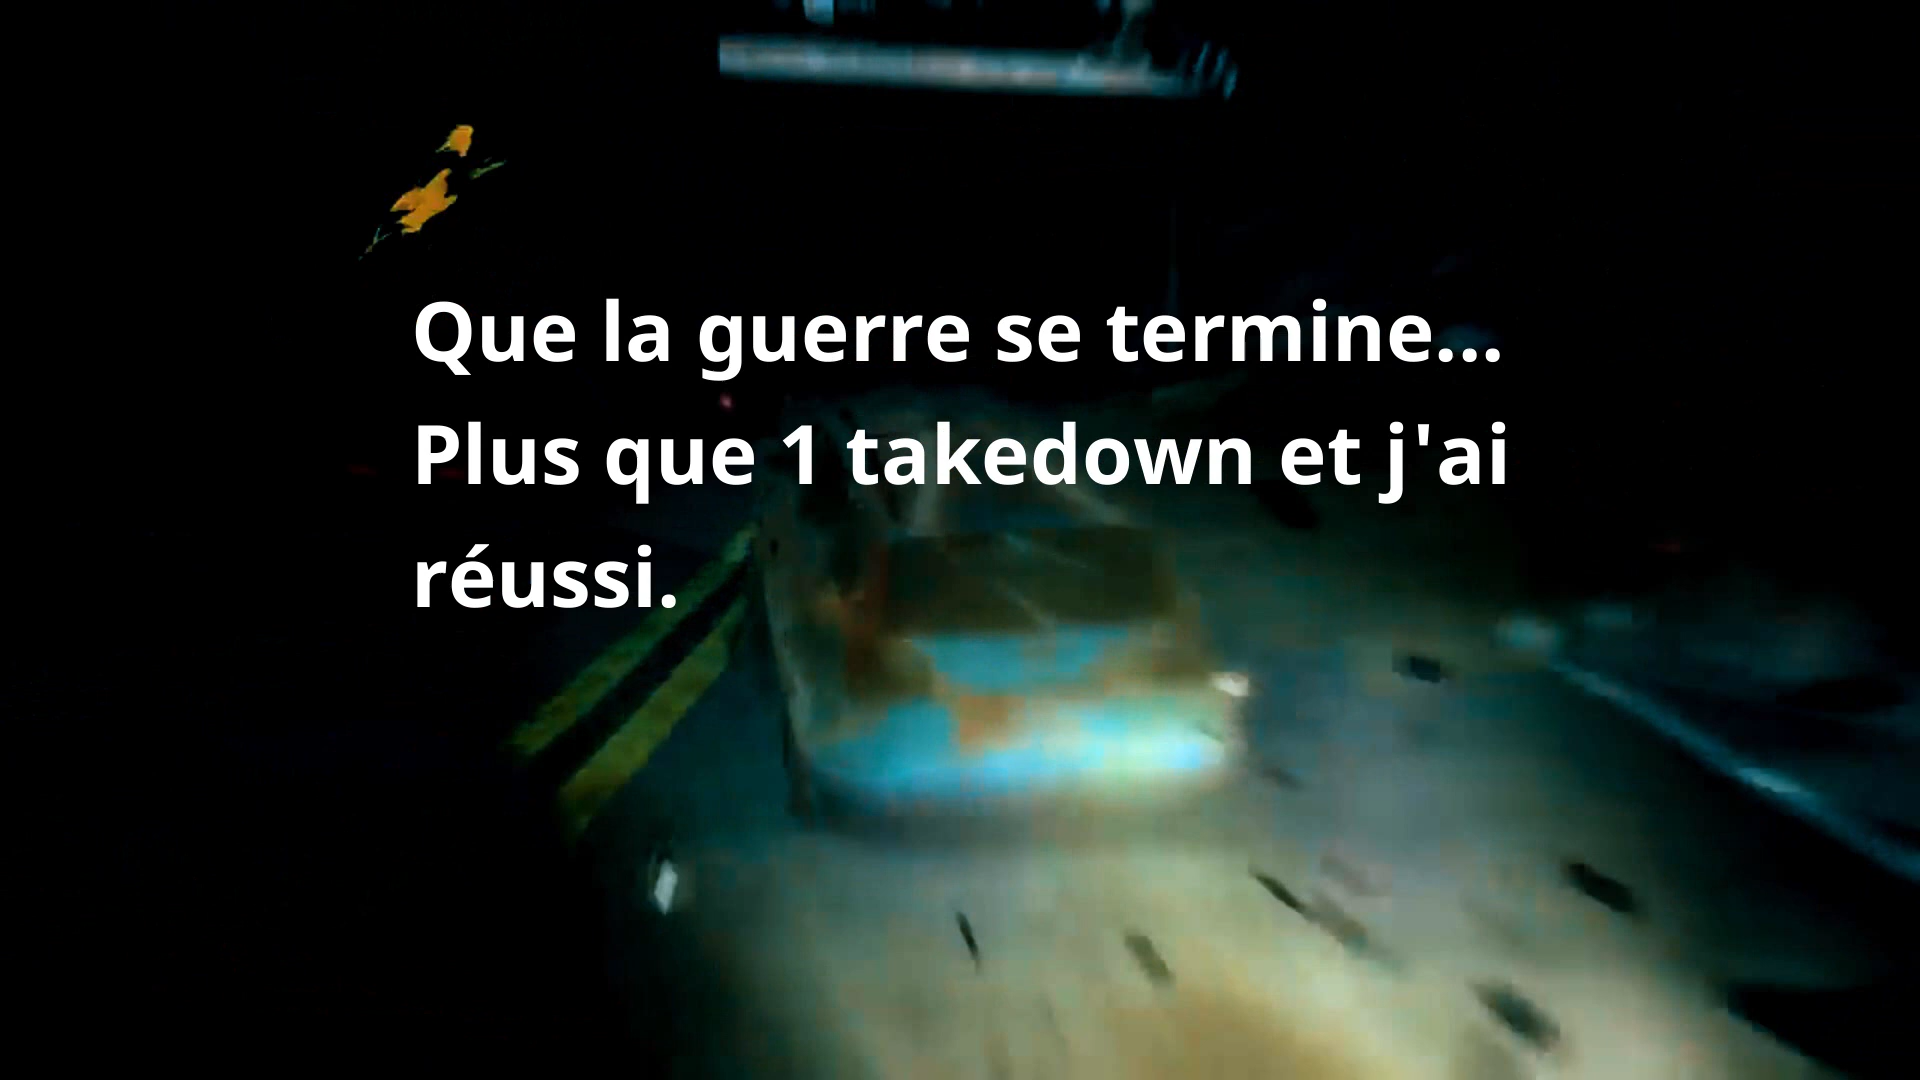 Que la guerre se termine...
Plus que 1 takedown et j'ai
réussi.